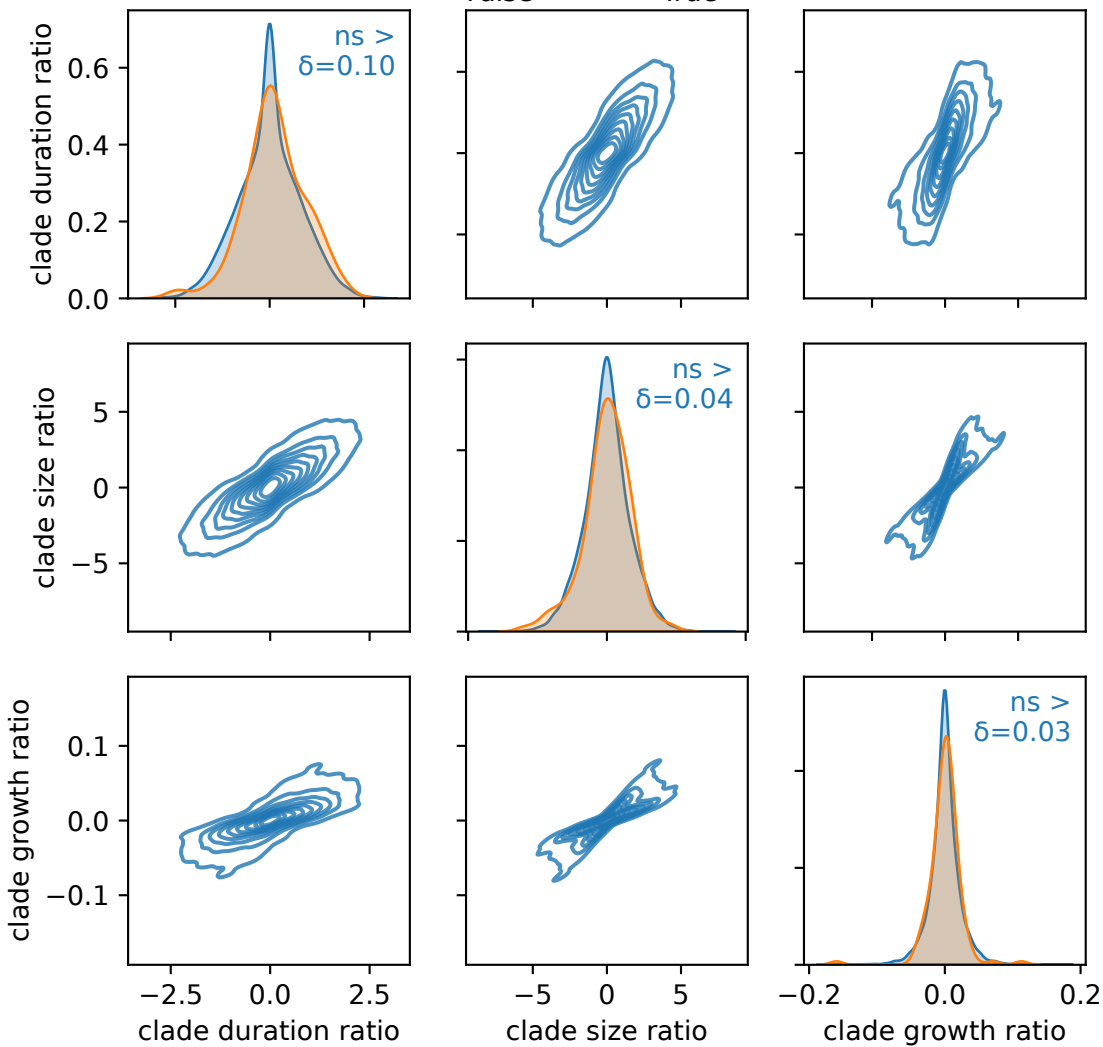 clade duration ratio
0.6
0.4
0.2
0.0
ns >
δ=0.10
clade size ratio
5
0
−5
ns >
δ=0.04
clade growth ratio
0.1
0.0
−0.1
ns >
δ=0.03
−2.5
0.0
2.5
−5
0
5
−0.2
0.0
0.2
clade duration ratio
clade size ratio
clade growth ratio